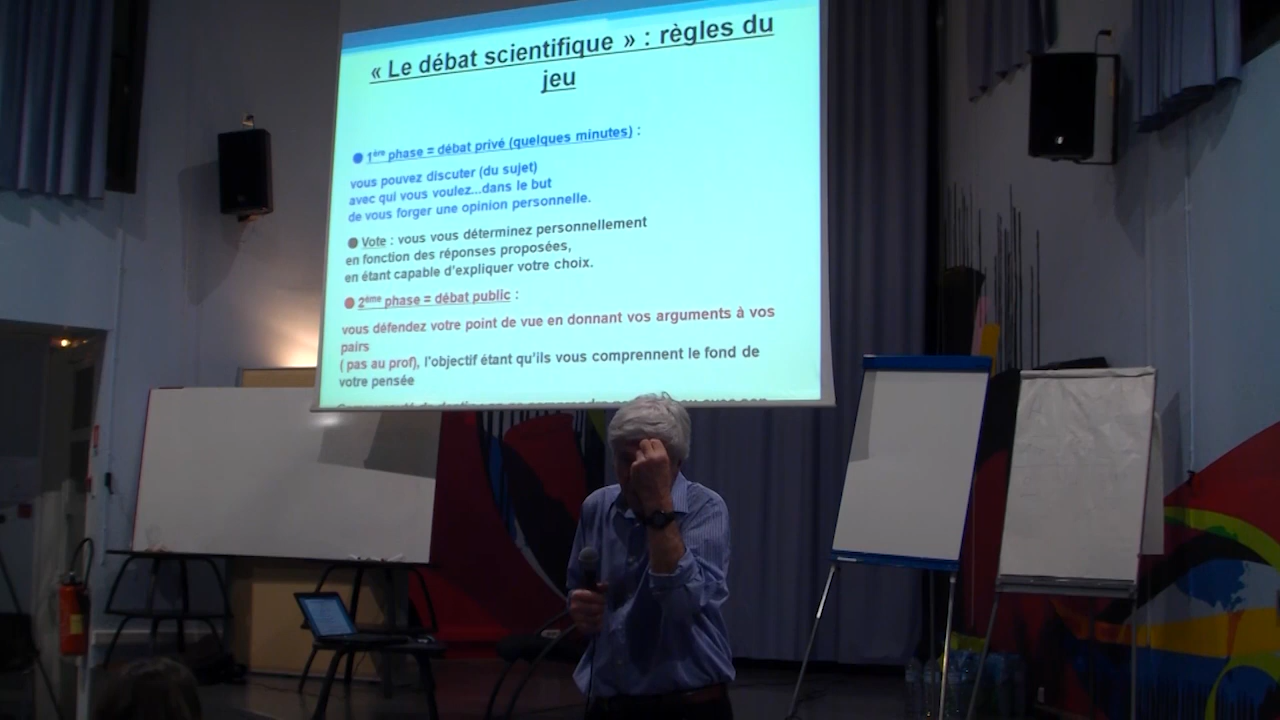 « Le débat scientifique » : règles du
jeu
● 1ère phase = débat privé (quelques minutes) :
vous pouvez discuter (du sujet)
avec qui vous voulez...dans le but
de vous forger une opinion personnelle.
● Vote : vous vous déterminez personnellement
en fonction des réponses proposées,
en étant capable d'expliquer votre choix.
● 2ème phase = débat public :
vous défendez votre point de vue en donnant vos arguments à vos
pairs
( pas au prof), l'objectif étant qu'ils vous comprennent le fond de
votre pensée